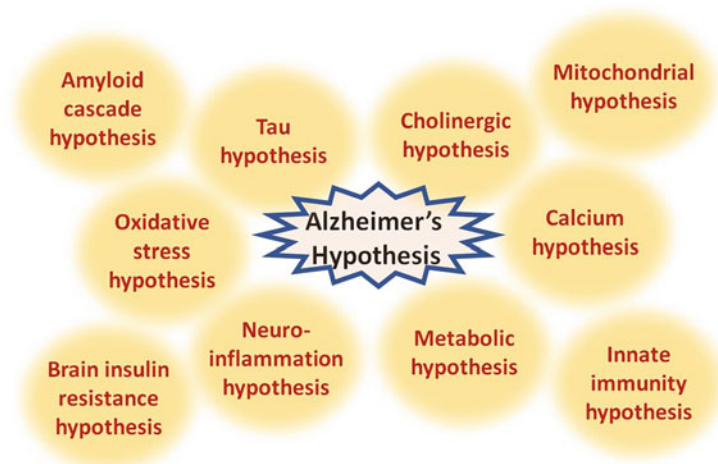 Amyloid
cascade
hypothesis
Tau
hypothesis
Cholinergic
hypothesis
Mitochondrial
hypothesis
Oxidative
stress
hypothesis
Alzheimer's
Hypothesis
Calcium
hypothesis
Brain insulin
resistance
hypothesis
Neuro-
inflammation
hypothesis
Metabolic
hypothesis
Innate
immunity
hypothesis